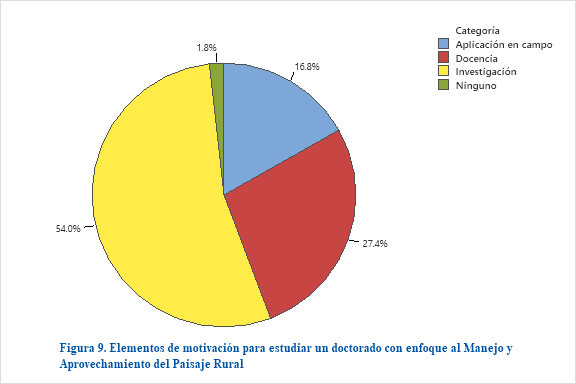 Categoría
Aplicación en campo
Docencia
Investigación
Ninguno
1.8%
16.8%
54.0%
27.4%
Figura 9. Elementos de motivación para estudiar un doctorado con enfoque al Manejo y
Aprovechamiento del Paisaje Rural